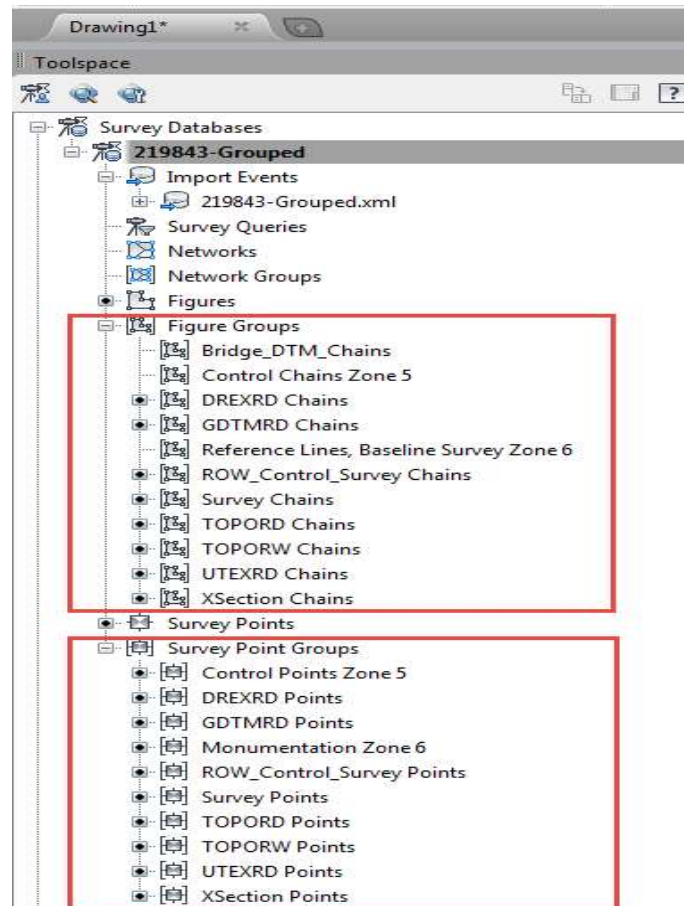 Drawing1*
Toolspace
?
Survey Databases
219843-Grouped
Import Events
219843-Grouped.xml
Survey Queries
Networks
Network Groups
Figures
Figure Groups
Bridge_DTM_Chains
Control Chains Zone 5
DREXRD Chains
GDTMRD Chains
Reference Lines, Baseline Survey Zone 6
ROW_Control_Survey Chains
Survey Chains
TOPORD Chains
TOPORW Chains
UTEXRD Chains
XSection Chains
Survey Points
Survey Point Groups
Control Points Zone 5
DREXRD Points
GDTMRD Points
Monumentation Zone 6
ROW_Control_Survey Points
Survey Points
TOPORD Points
TOPORW Points
UTEXRD Points
XSection Points